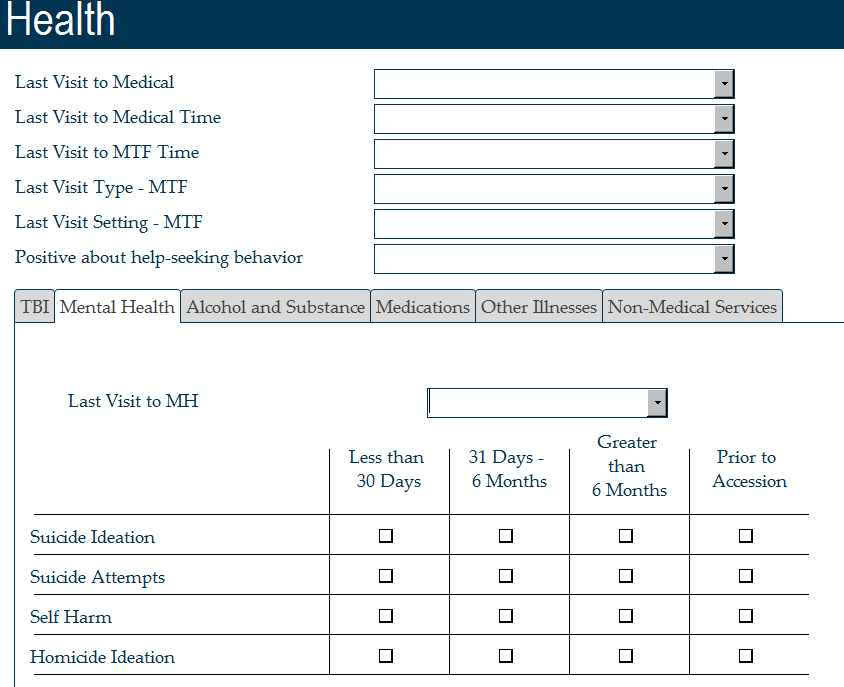 Health
Last Visit to Medical
Last Visit to Medical Time
Last Visit to MTF Time
Last Visit Type - MTF
Last Visit Setting - MTF
Positive about help-seeking behavior
TBI Mental Health Alcohol and Substance Medications Other Illnesses Non-Medical Services
Last Visit to MH
Less than
30 Days
31 Days -
6 Months
Greater
than
6 Months
Prior to
Accession
Suicide Ideation
Suicide Attempts
Self Harm
Homicide Ideation